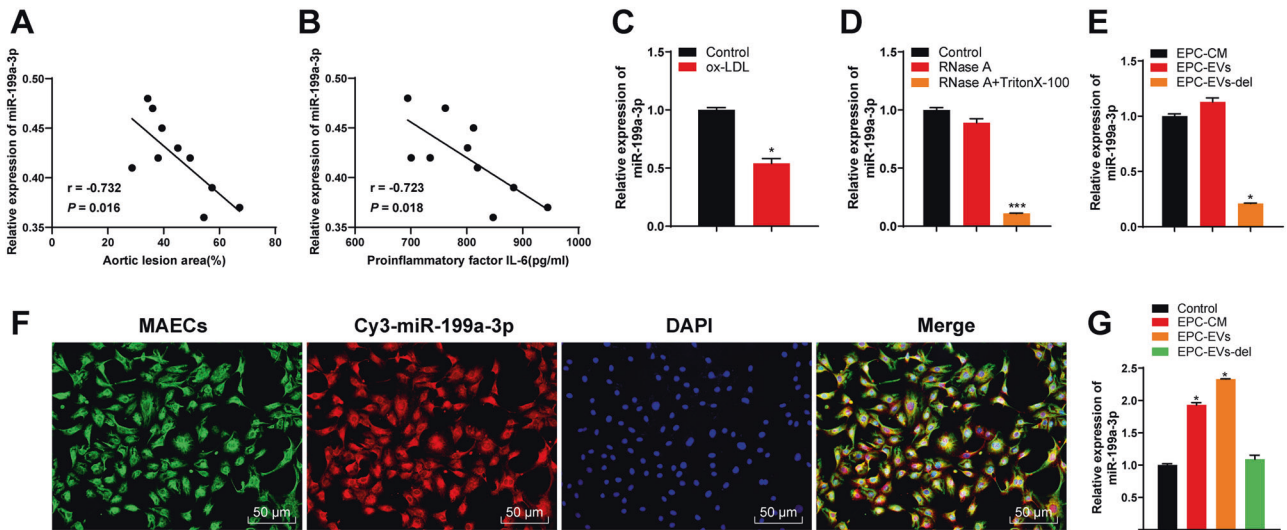 A
Relative expression of miR-199a-3p
0.50
0.45
0.40
0.35
r = -0.732
P = 0.016
0
20
40
60
80
Aortic lesion area(%)
B
Relative expression of miR-199a-3p
0.50
0.45
0.40
0.35
r = -0.723
P = 0.018
600
700
800
900
1000
Proinflammatory factor IL-6(pg/ml)
C
Relative expression of
miR-199a-3p
1.5
1.0
0.5
0.0
Control
ox-LDL
*
D
Relative expression of
miR-199a-3p
1.5
1.0
0.5
0.0
Control
RNase A
RNase A+TritonX-100
***
E
Relative expression of
miR-199a-3p
1.5
1.0
0.5
0.0
EPC-CM
EPC-EVs
EPC-EVs-del
*
F
MAECs
Cy3-miR-199a-3p
DAPI
Merge
50 μm
50 μm
50 μm
50 μm
G
Control
EPC-CM
EPC-EVs
EPC-EVs-del
Relative expression of
miR-199a-3p
2.5
2.0
1.0
2.5
*
*